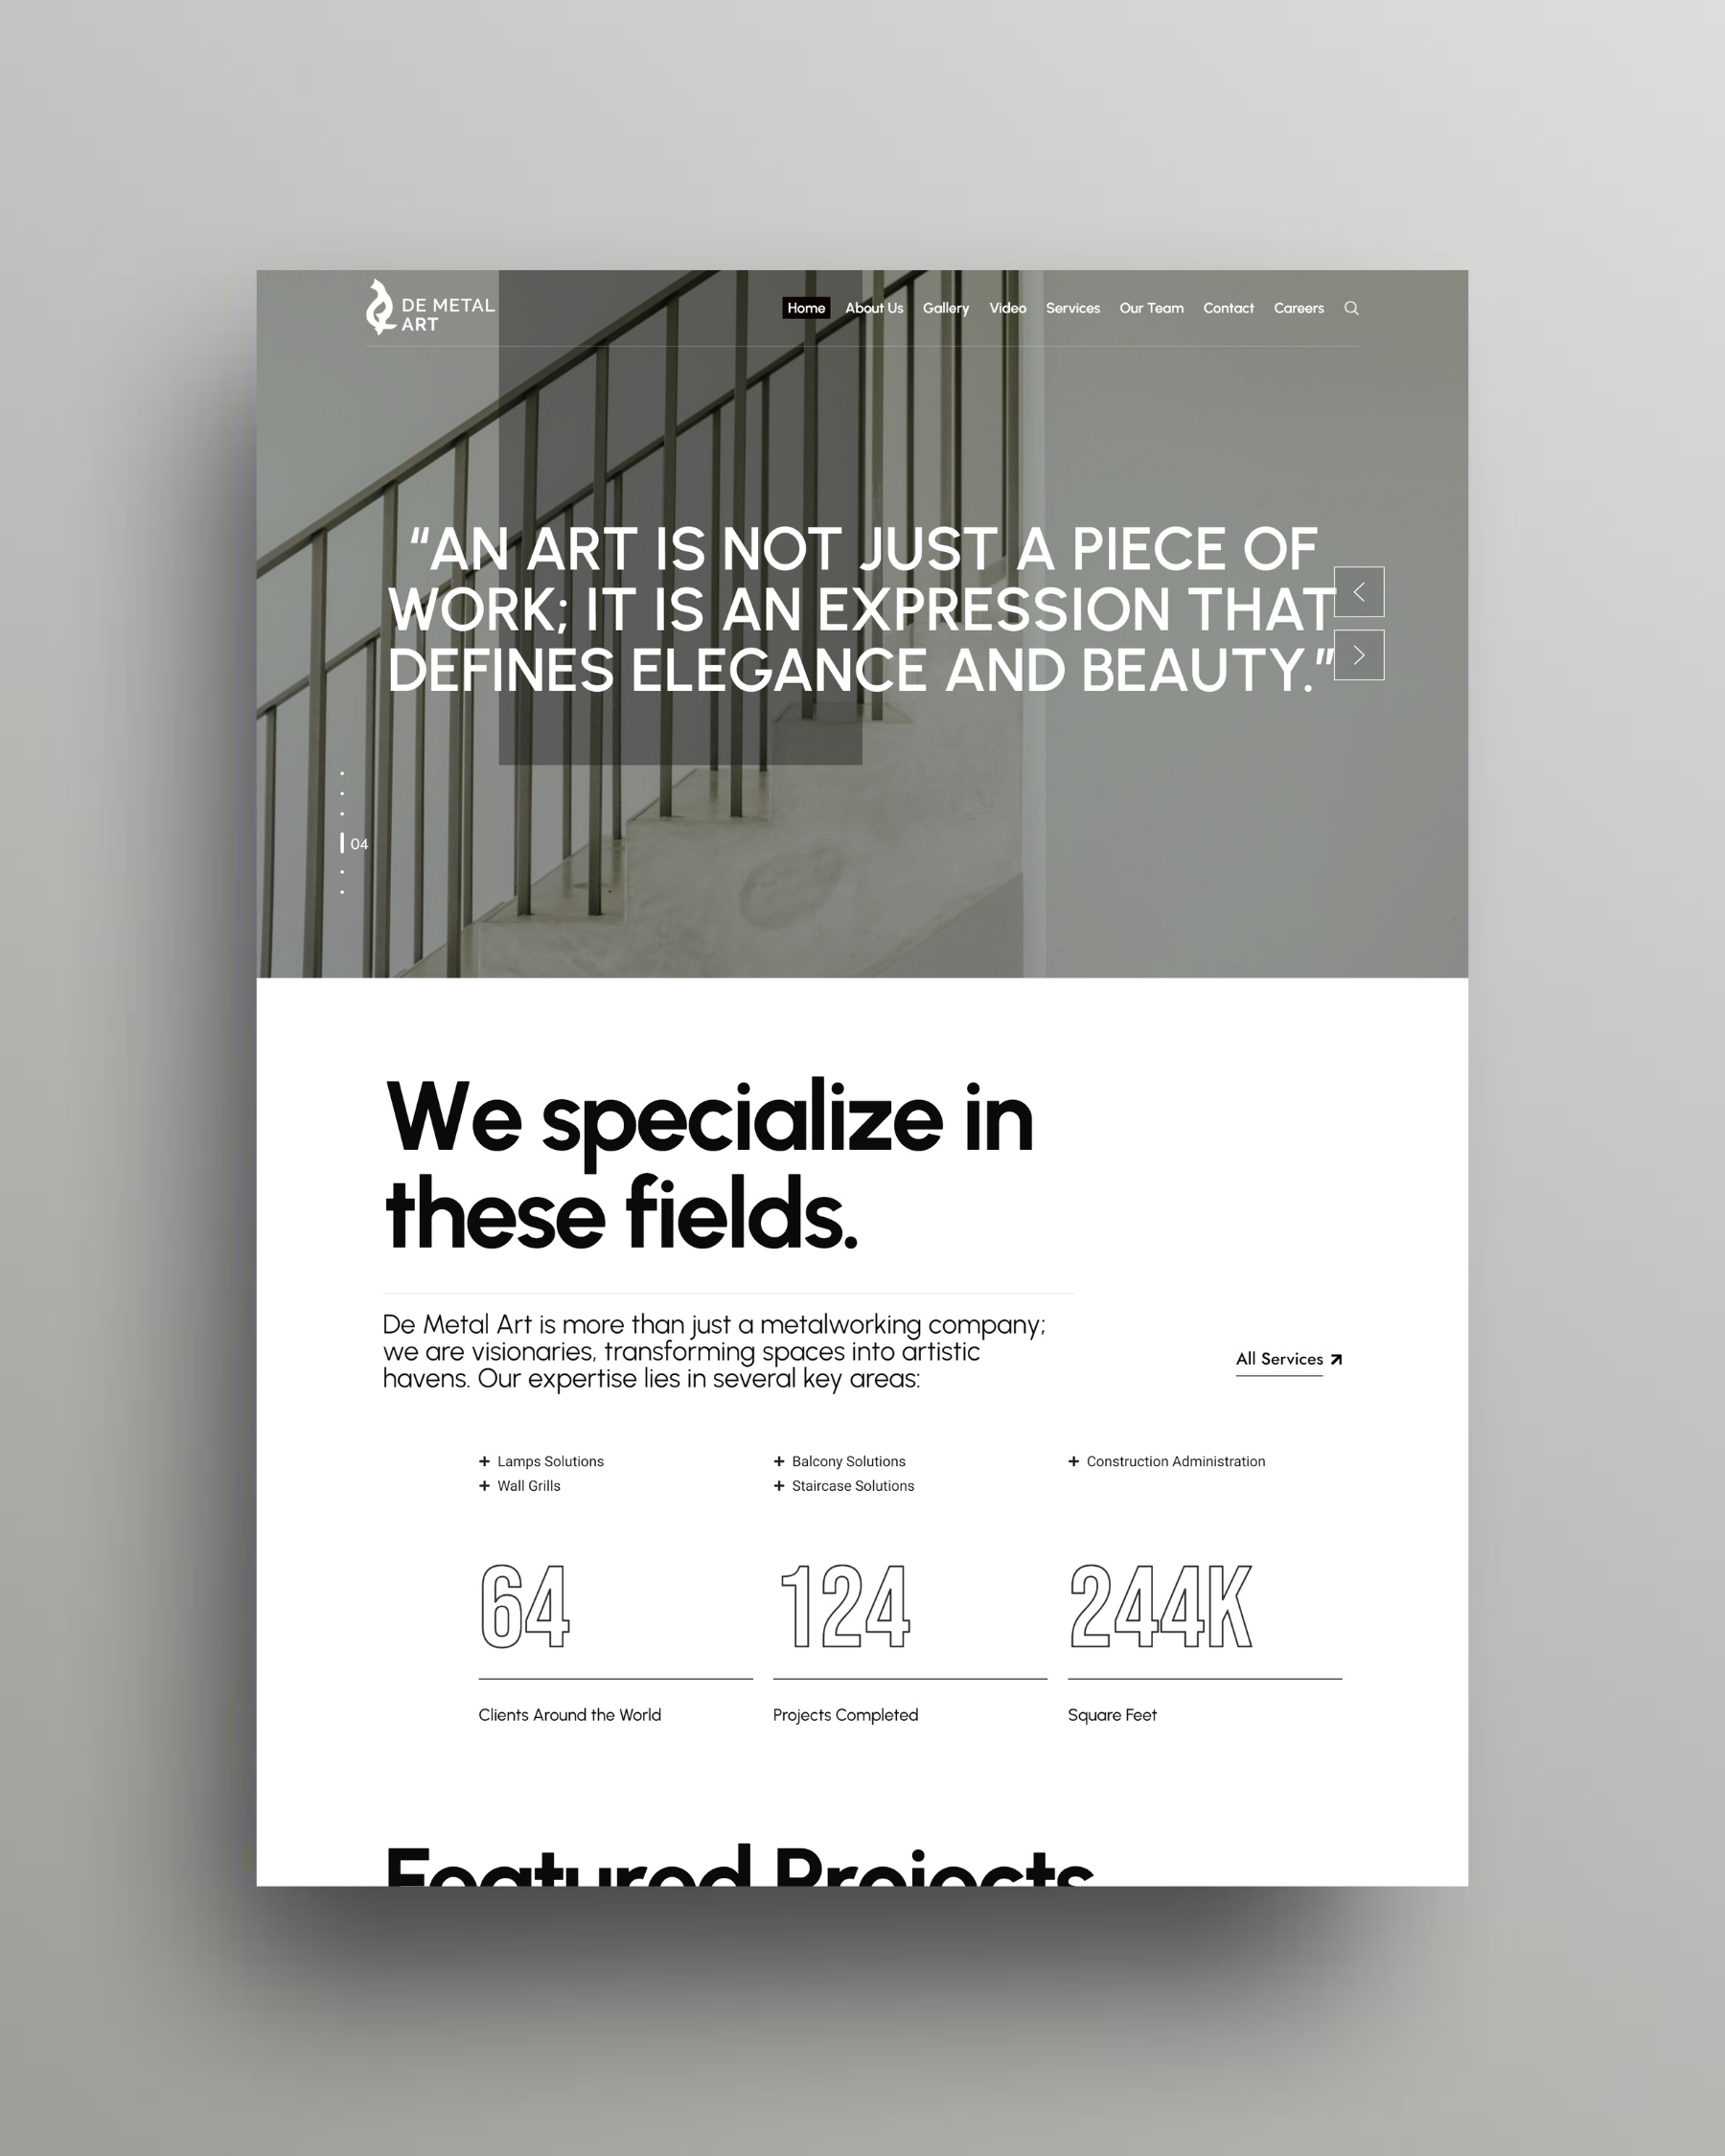 DE METAL
ART
Home About Us Gallery Video Services Our Team Contact Careers
“AN ART IS NOT JUST A PIECE OF
WORK; IT IS AN EXPRESSION THAT
DEFINES ELEGANCE AND BEAUTY.”
04
We specialize in
these fields.
De Metal Art is more than just a metalworking company;
we are visionaries, transforming spaces into artistic
havens. Our expertise lies in several key areas:
All Services
+ Lamps Solutions
+ Wall Grills
+ Balcony Solutions
+ Staircase Solutions
+ Construction Administration
64
Clients Around the World
124
Projects Completed
244K
Square Feet
Featured Projects